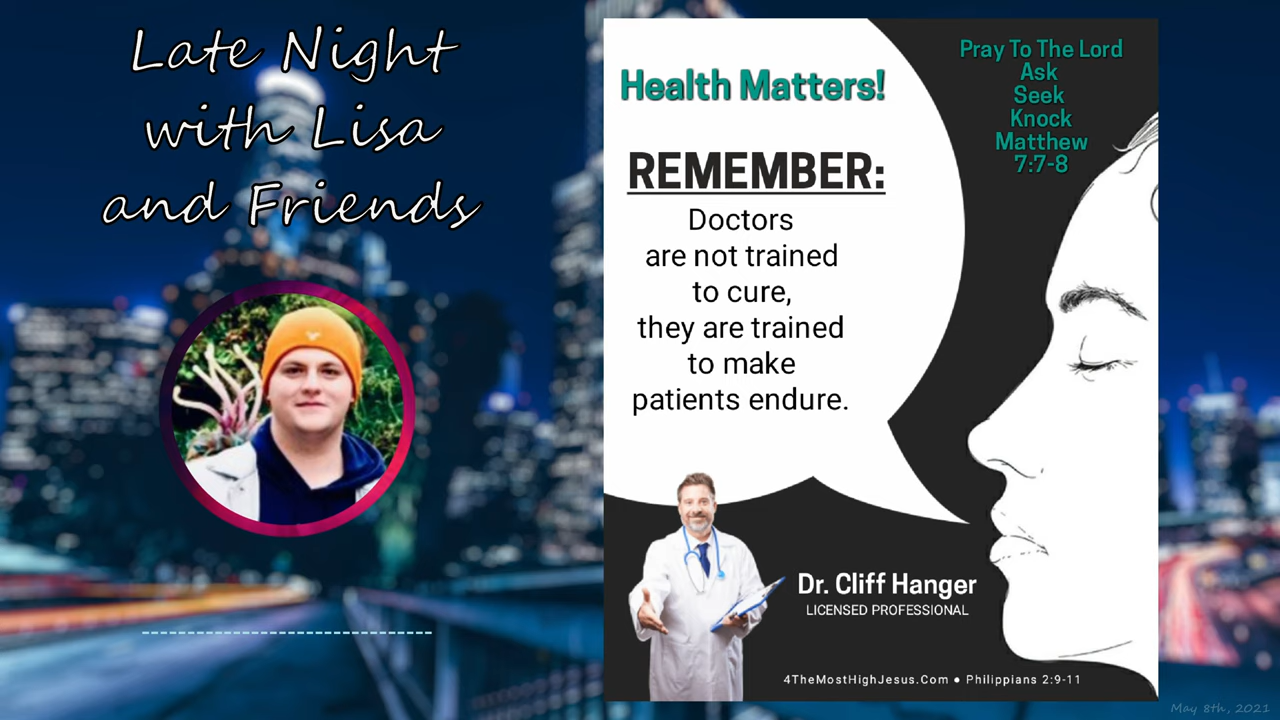 Late Night
with Lisa
and Friends
Health Matters!
REMEMBER:
Doctors
are not trained
to cure,
they are trained
to make
patients endure.
Pray To The Lord
Ask
Seek
Knock
Matthew
7:7-8
Dr. Cliff Hanger
LICENSED PROFESSIONAL
4TheMostHighJesus.Com ● Philippians 2:9-11
May 8th, 2021